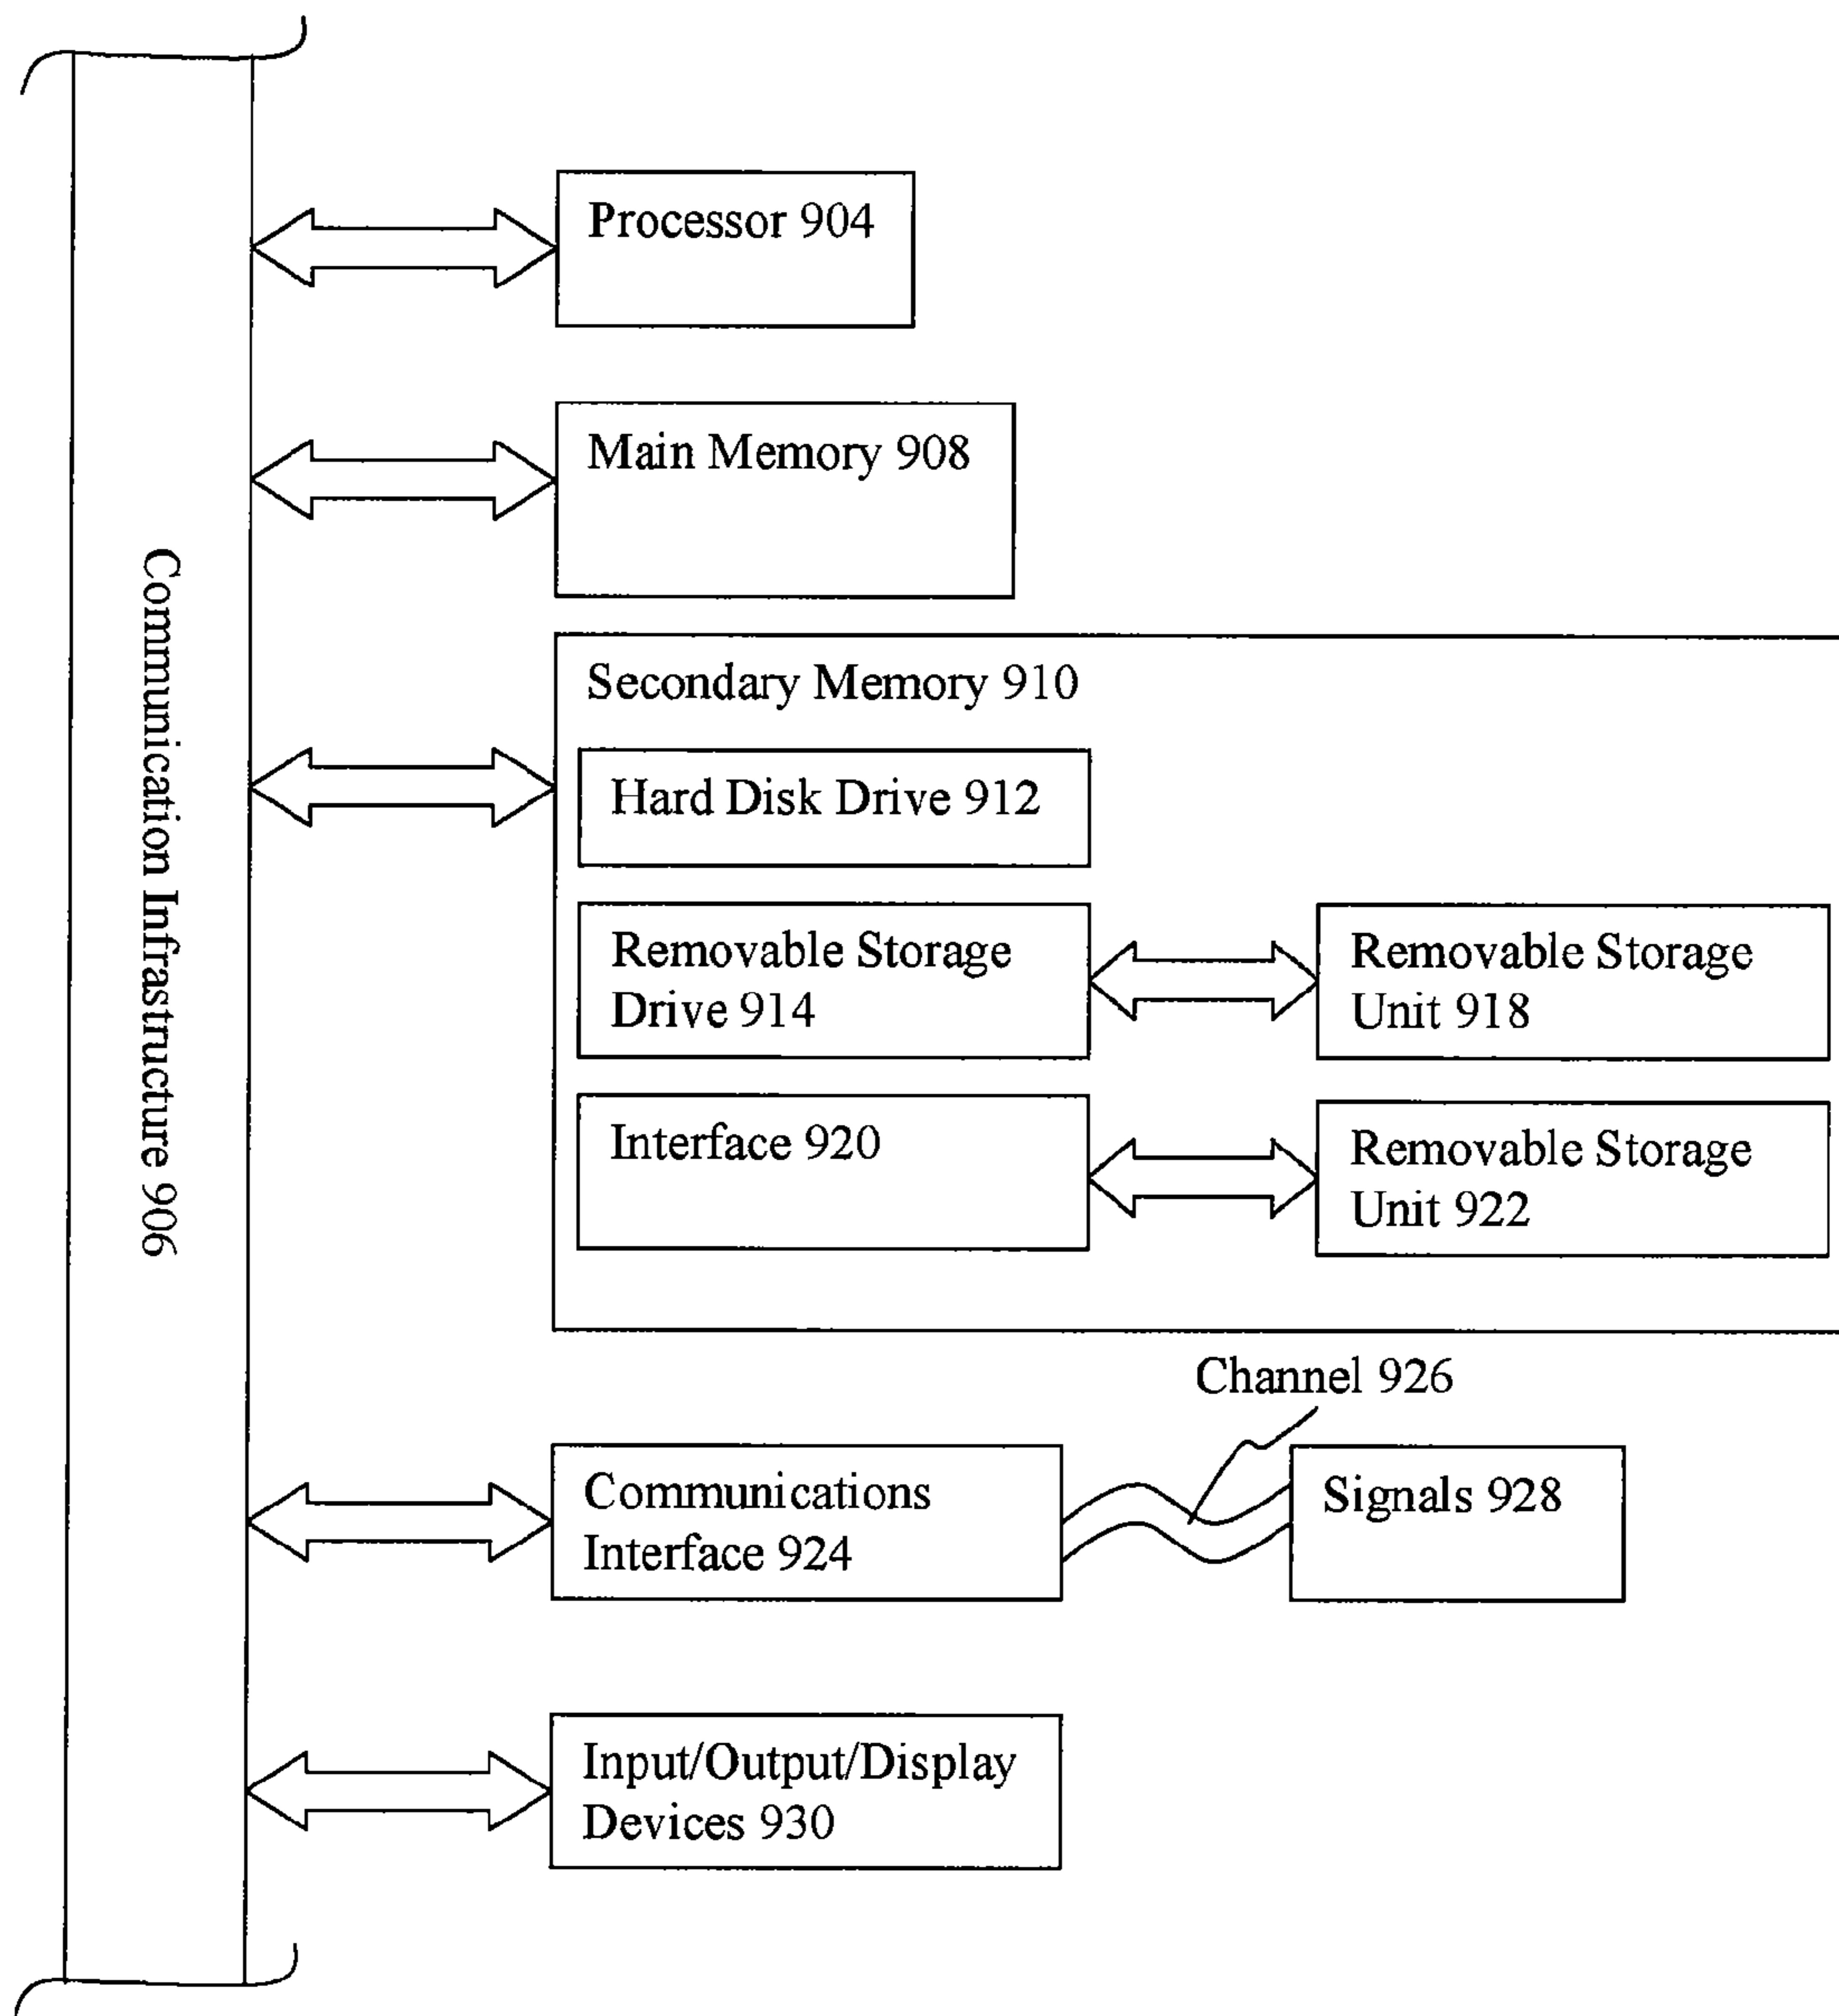 Communication Infrastructure 906
Processor 904
Main Memory 908
Secondary Memory 910
Hard Disk Drive 912
Removable Storage
Drive 914
Removable Storage
Unit 918
Interface 920
Removable Storage
Unit 922
Channel 926
Communications
Interface 924
Signals 928
Input/Output/Display
Devices 930